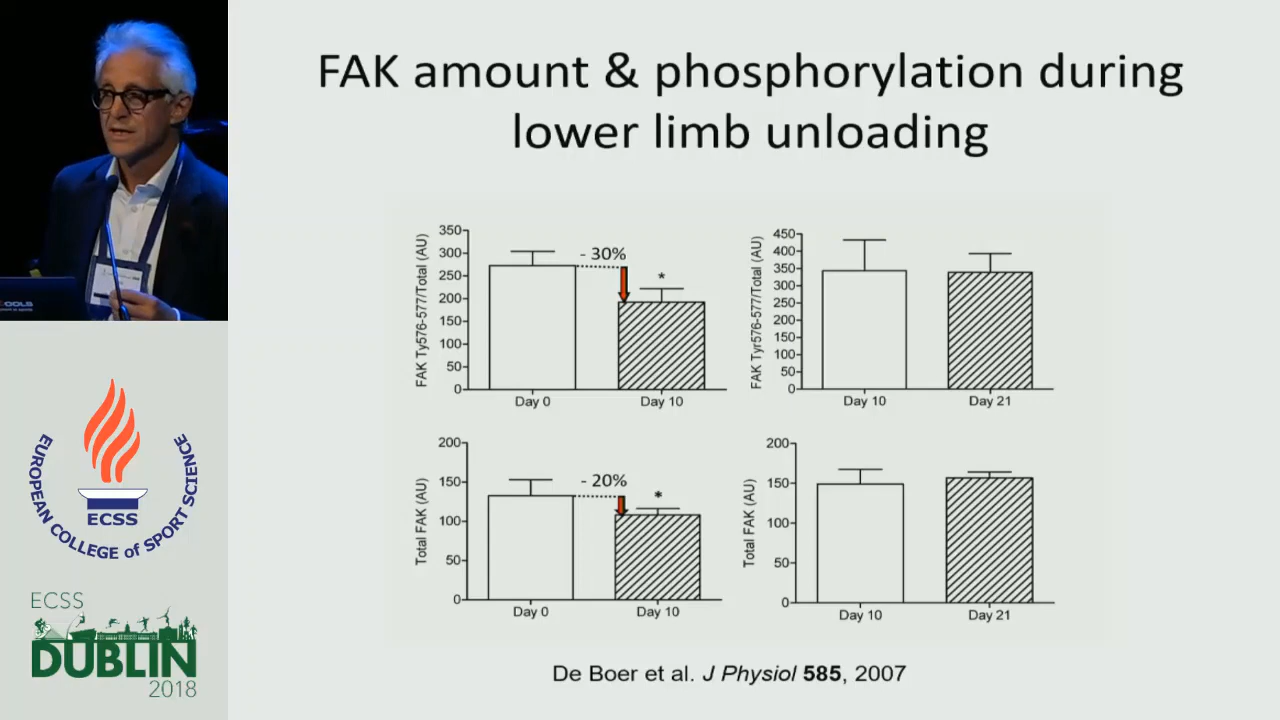 FAK amount & phosphorylation during
lower limb unloading
FAK Ty576-577/Total (AU)
350
300
250
200
150
100
50
0
- 30%
*
Day 0
Day 10
FAK Tyr576-577/Total (AU)
450
400
350
300
250
200
150
100
50
0
Day 10
Day 21
Total FAK (AU)
200
150
100
50
0
- 20%
*
Day 0
Day 10
Total FAK (AU)
200
150
100
50
0
Day 10
Day 21
De Boer et al. J Physiol 585, 2007
EUROPEAN COLLEGE of SPORT SCIENCE
ECSS
ECSS
DUBLIN
2018